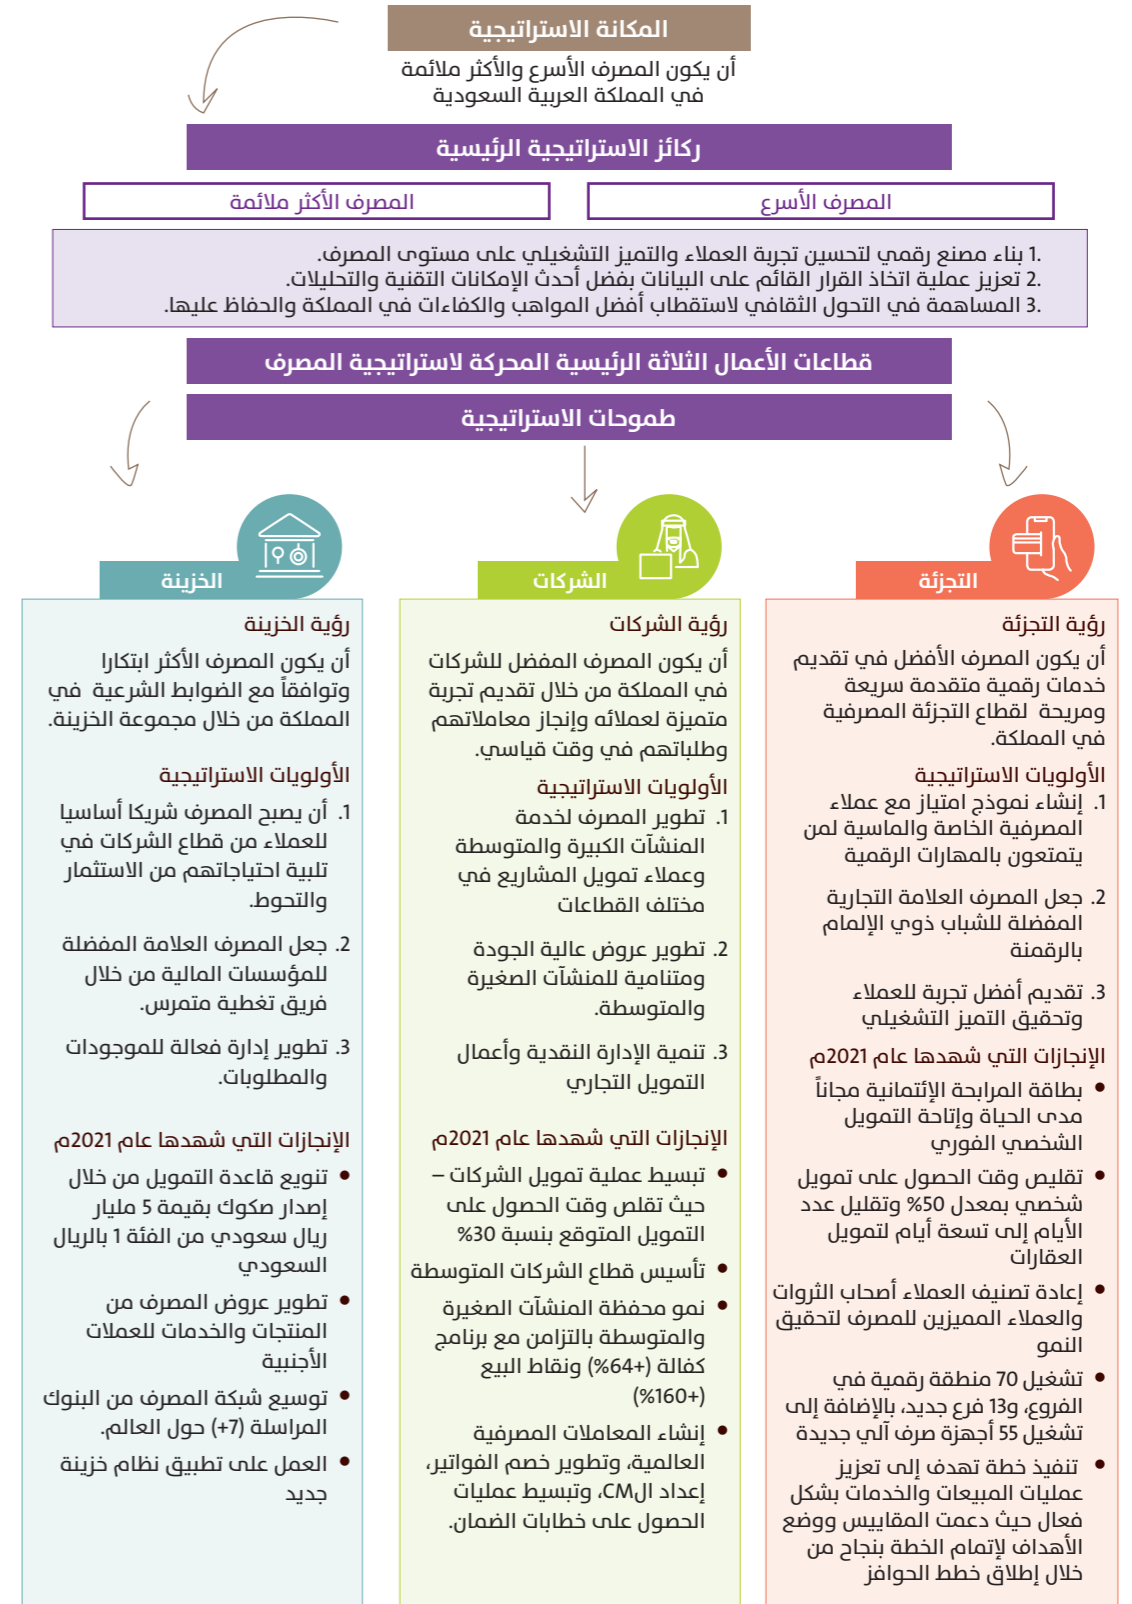 المكانة الاستراتيجية
أن يكون المصرف الأسرع والأكثر ملائمة
في المملكة العربية السعودية
ركائز الاستراتيجية الرئيسية
المصرف الأسرع
المصرف الأكثر ملائمة
1. بناء مصنع رقمي لتحسين تجربة العملاء والتميز التشغيلي على مستوى المصرف.
2. تعزيز عملية اتخاذ القرار القائم على البيانات بفضل أحدث الإمكانات التقنية والتحليلات.
3. المساهمة في التحول الثقافي لاستقطاب أفضل المواهب والكفاءات في المملكة والحفاظ عليها.
قطاعات الأعمال الثلاثة الرئيسية المحركة لاستراتيجية المصرف
طموحات الاستراتيجية
التجزئة
رؤية التجزئة
أن يكون المصرف الأفضل في تقديم
خدمات رقمية متقدمة سريعة
ومريحة لقطاع التجزئة المصرفية
في المملكة.
الأولويات الاستراتيجية
1. إنشاء نموذج امتياز مع عملاء
المصرفية الخاصة والماسية لمن
يتمتعون بالمهارات الرقمية
2. جعل المصرف العلامة التجارية
المفضلة للشباب ذوي الإلمام
بالرقمنة
3. تقديم أفضل تجربة للعملاء
وتحقيق التميز التشغيلي
الإنجازات التي شهدها عام 2021م
• بطاقة المرابحة الإئتمانية مجاناً
مدى الحياة وإتاحة التمويل
الشخصي الفوري
• تقليص وقت الحصول على تمويل
شخصي بمعدل 50% وتقليل عدد
الأيام إلى تسعة أيام لتمويل
العقارات
• إعادة تصنيف العملاء أصحاب الثروات
والعملاء المميزين للمصرف لتحقيق
النمو
• تشغيل 70 منطقة رقمية في
الفروع، و13 فرع جديد، بالإضافة إلى
تشغيل 55 أجهزة صرف آلي جديدة
• تنفيذ خطة تهدف إلى تعزيز
عمليات المبيعات والخدمات بشكل
فعال حيث دعمت المقاييس ووضع
الأهداف لإتمام الخطة بنجاح من
خلال إطلاق خطط الحوافز
الشركات
رؤية الشركات
أن يكون المصرف المفضل للشركات
في المملكة من خلال تقديم تجربة
متميزة لعملائه وإنجاز معاملاتهم
وطلباتهم في وقت قياسي.
الأولويات الاستراتيجية
1. تطوير المصرف لخدمة
المنشآت الكبيرة والمتوسطة
وعملاء تمويل المشاريع في
مختلف القطاعات
2. تطوير عروض عالية الجودة
ومتنامية للمنشآت الصغيرة
والمتوسطة.
3. تنمية الإدارة النقدية وأعمال
التمويل التجاري
الإنجازات التي شهدها عام 2021م
• تبسيط عملية تمويل الشركات –
حيث تقلص وقت الحصول على
التمويل المتوقع بنسبة 30%
• تأسيس قطاع الشركات المتوسطة
• نمو محفظة المنشآت الصغيرة
والمتوسطة بالتزامن مع برنامج
كفالة (+64%) ونقاط البيع
(+160%)
• إنشاء المعاملات المصرفية
العالمية، وتطوير خصم الفواتير،
إعداد الCM، وتبسيط عمليات
الحصول على خطابات الضمان.
الخزينة
رؤية الخزينة
أن يكون المصرف الأكثر ابتكارا
وتوافقاً مع الضوابط الشرعية في
المملكة من خلال مجموعة الخزينة.
الأولويات الاستراتيجية
1. أن يصبح المصرف شريكا أساسيا
للعملاء من قطاع الشركات في
تلبية احتياجاتهم من الاستثمار
والتحوط.
2. جعل المصرف العلامة المفضلة
للمؤسسات المالية من خلال
فريق تغطية متمرس.
3. تطوير إدارة فعالة للموجودات
والمطلوبات.
الإنجازات التي شهدها عام 2021م
• تنويع قاعدة التمويل من خلال
إصدار صكوك بقيمة 5 مليار
ريال سعودي من الفئة 1 بالريال
السعودي
• تطوير عروض المصرف من
المنتجات والخدمات للعملات
الأجنبية
• توسيع شبكة المصرف من البنوك
المراسلة (+7) حول العالم.
• العمل على تطبيق نظام خزينة
جديد